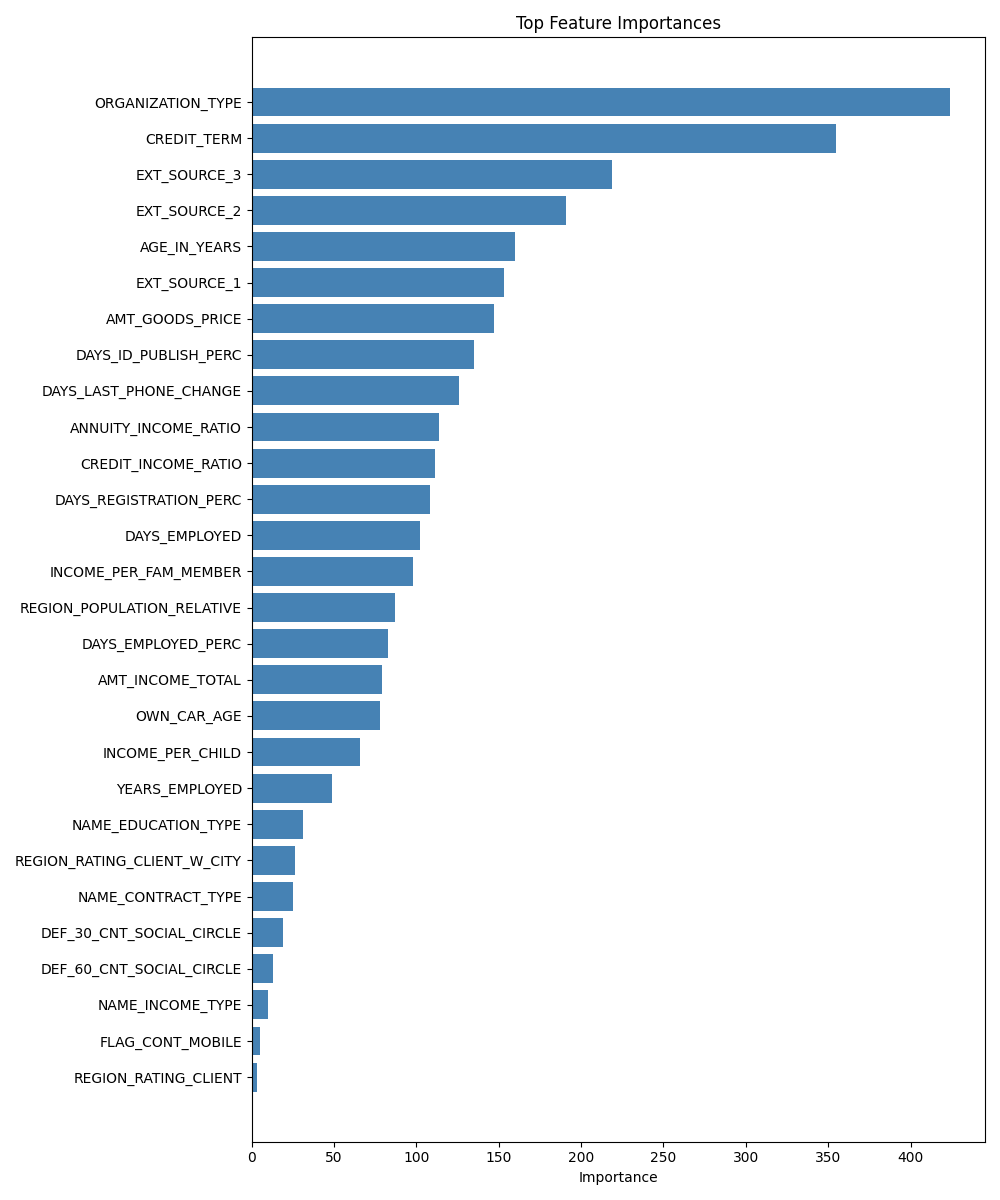 Top Feature Importances
ORGANIZATION_TYPE
CREDIT_TERM
EXT_SOURCE_3
EXT_SOURCE_2
AGE_IN_YEARS
EXT_SOURCE_1
AMT_GOODS_PRICE
DAYS_ID_PUBLISH_PERC
DAYS_LAST_PHONE_CHANGE
ANNUITY_INCOME_RATIO
CREDIT_INCOME_RATIO
DAYS_REGISTRATION_PERC
DAYS_EMPLOYED
INCOME_PER_FAM_MEMBER
REGION_POPULATION_RELATIVE
DAYS_EMPLOYED_PERC
AMT_INCOME_TOTAL
OWN_CAR_AGE
INCOME_PER_CHILD
YEARS_EMPLOYED
NAME_EDUCATION_TYPE
REGION_RATING_CLIENT_W_CITY
NAME_CONTRACT_TYPE
DEF_30_CNT_SOCIAL_CIRCLE
DEF_60_CNT_SOCIAL_CIRCLE
NAME_INCOME_TYPE
FLAG_CONT_MOBILE
REGION_RATING_CLIENT
0 50 100 150 200 250 300 350 400
Importance